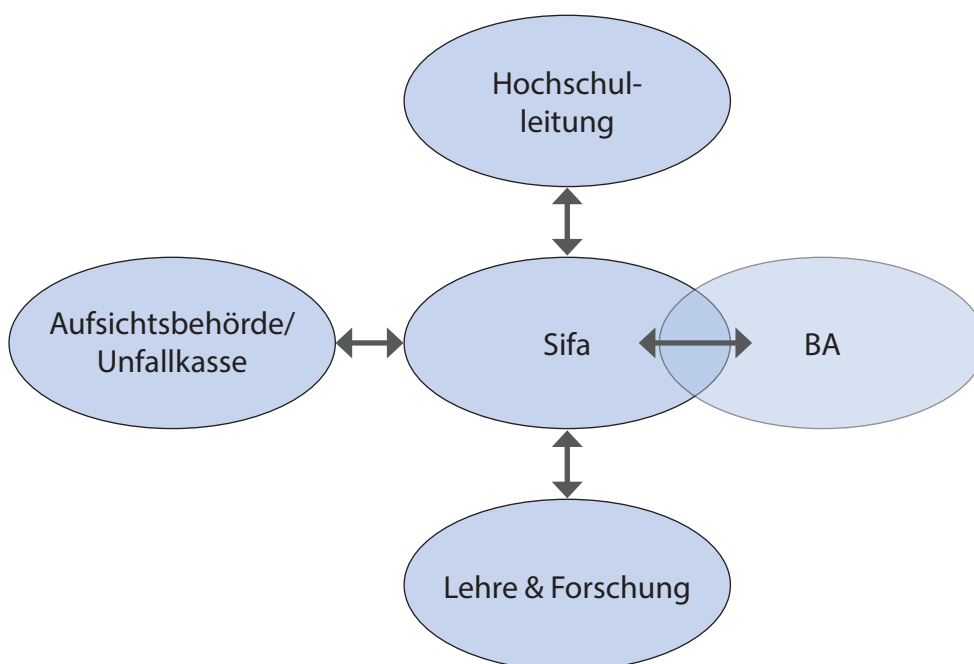 Hochschul-
leitung
Aufsichtsbehörde/
Unfallkasse
Sifa
BA
Lehre & Forschung